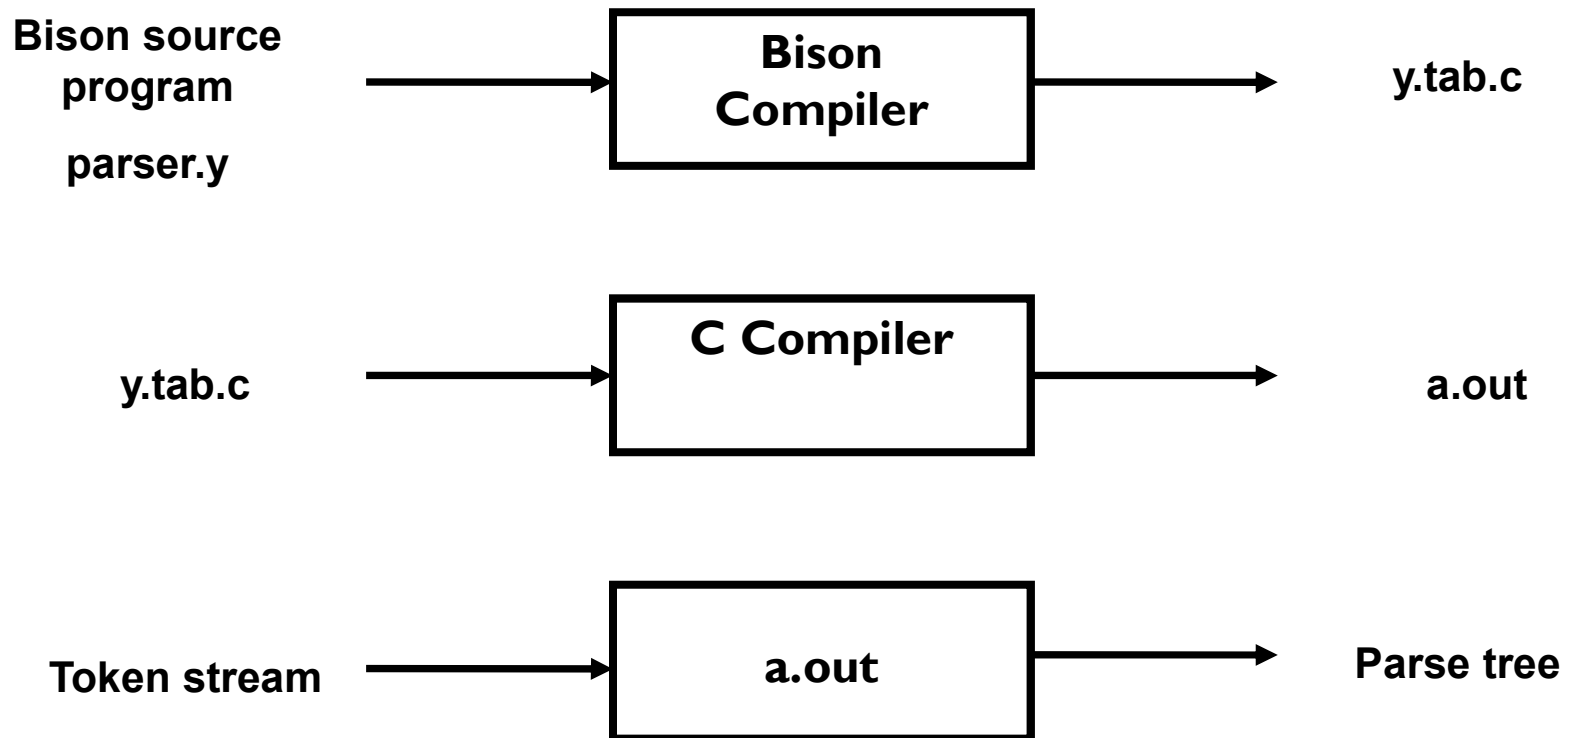 Bison source
program
parser.y
Bison
Compiler
y.tab.c
y.tab.c
C Compiler
a.out
Token stream
a.out
Parse tree